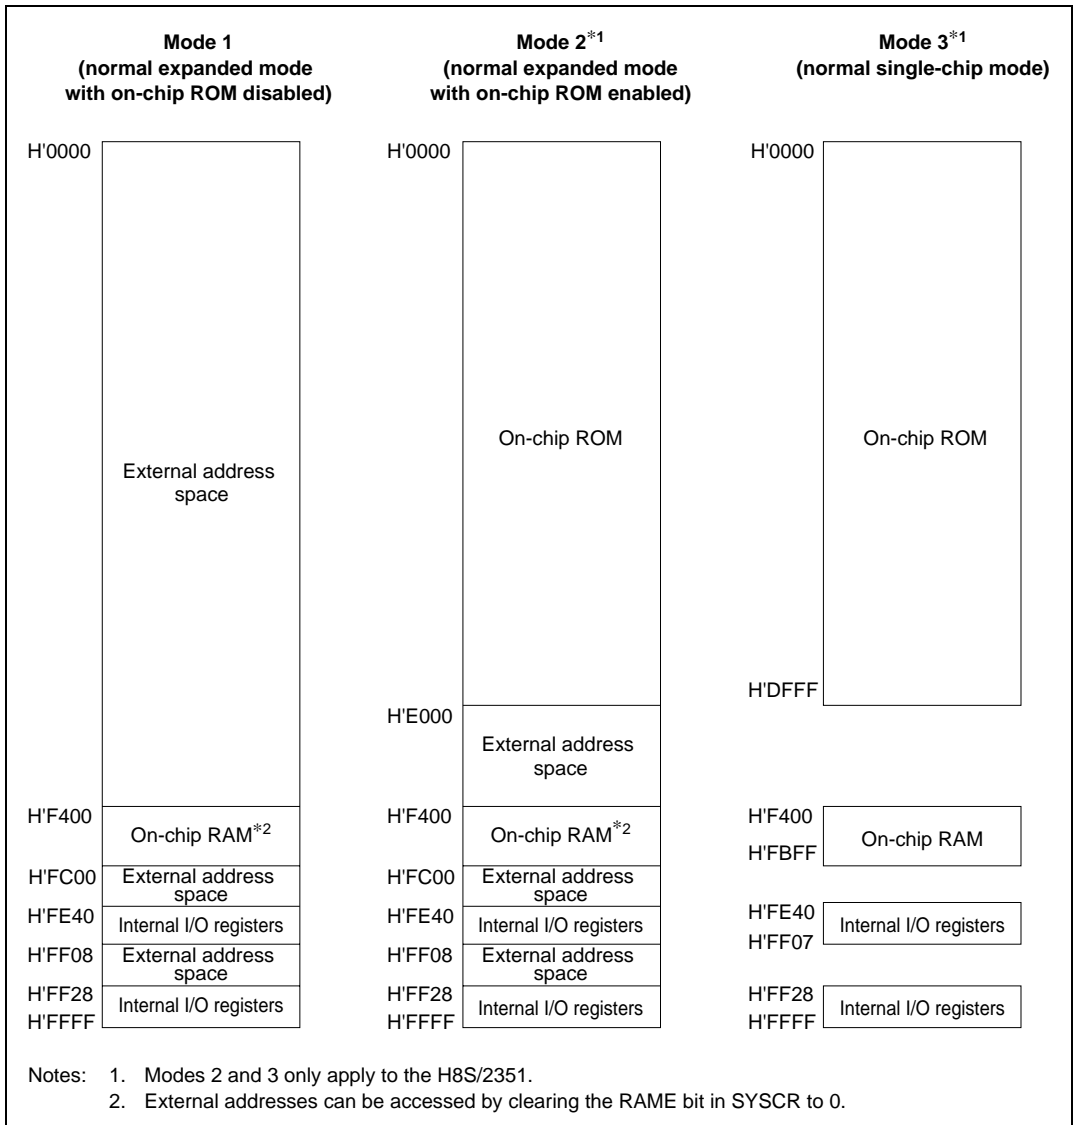 Mode 1
(normal expanded mode
with on-chip ROM disabled)
H'0000
External address
space
H'F400
On-chip RAM*2
H'FC00
External address
space
H'FE40
Internal I/O registers
H'FF08
External address
space
H'FF28
Internal I/O registers
H'FFFF
Mode 2*1
(normal expanded mode
with on-chip ROM enabled)
H'0000
On-chip ROM
H'E000
External address
space
H'F400
On-chip RAM*2
H'FC00
External address
space
H'FE40
Internal I/O registers
H'FF08
External address
space
H'FF28
Internal I/O registers
H'FFFF
Mode 3*1
(normal single-chip mode)
H'0000
On-chip ROM
H'DFFF
H'F400
On-chip RAM
H'FBFF
H'FE40
Internal I/O registers
H'FF07
H'FF28
Internal I/O registers
H'FFFF
Notes: 1. Modes 2 and 3 only apply to the H8S/2351.
2. External addresses can be accessed by clearing the RAME bit in SYSCR to 0.